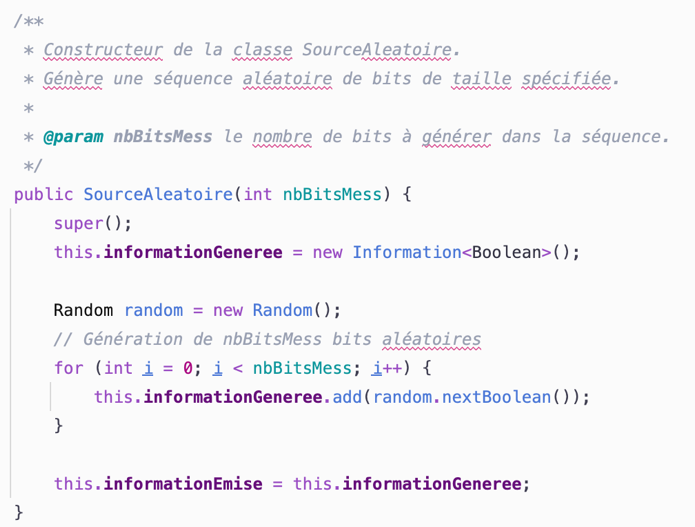 /**
 * Constructeur de la classe SourceAleatoire.
 * Génère une séquence aléatoire de bits de taille spécifiée.
 *
 * @param nbBitsMess le nombre de bits à générer dans la séquence.
 */
public SourceAleatoire(int nbBitsMess) {
    super();
    this.informationGeneree = new Information<Boolean>();

    Random random = new Random();
    // Génération de nbBitsMess bits aléatoires
    for (int i = 0; i < nbBitsMess; i++) {
        this.informationGeneree.add(random.nextBoolean());
    }

    this.informationEmise = this.informationGeneree;
}